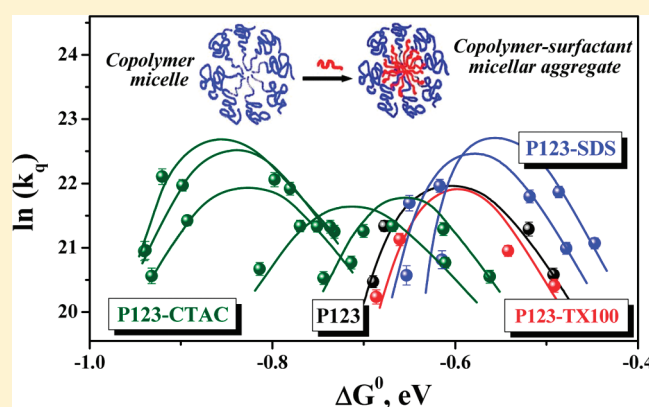 Copolymer
micelle
Copolymer-surfactant
micellar aggregate
P123-SDS
P123-CTAC
P123
P123-TX100
ln (kq)
24
23
22
21
20
-1.0
-0.8
-0.6
-0.4
ΔG⁰, eV